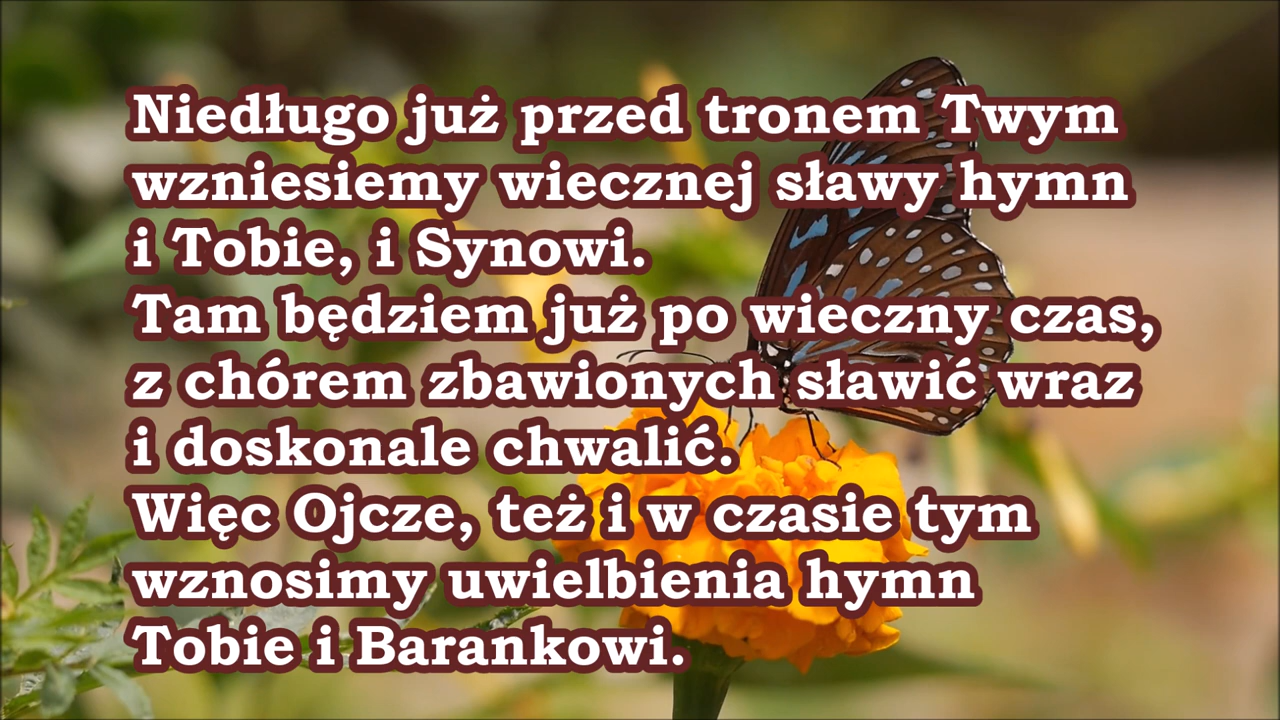 Niedługo już przed tronem Twym
wzniesiemy wiecznej sławy hymn
i Tobie, i Synowi.
Tam będziem już po wieczny czas,
z chórem zbawionych sławić wraz
i doskonale chwalić.
Więc Ojcze, też i w czasie tym
wznosimy uwielbienia hymn
Tobie i Barankowi.